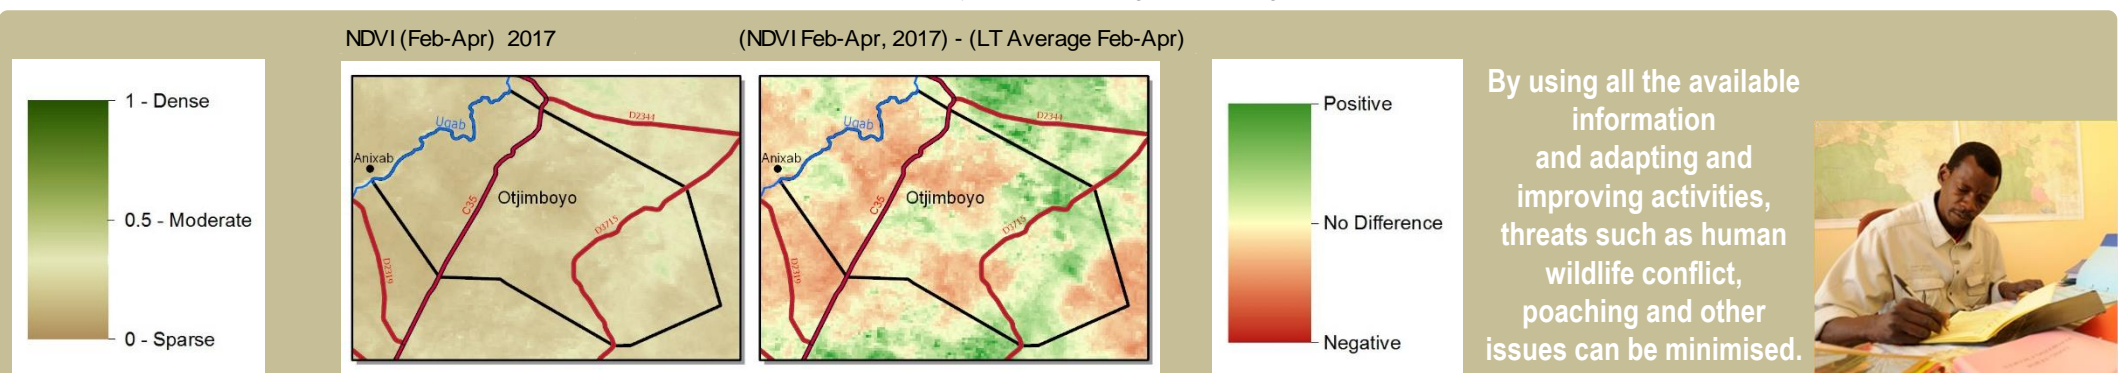 NDVI (Feb-Apr) 2017
(NDVI Feb-Apr, 2017) - (LT Average Feb-Apr)
1 - Dense
0.5 - Moderate
0 - Sparse
Ugab
D2344
Anixab
Otjimboyo
C35
D3715
D2319
Ugab
D2344
Anixab
Otjimboyo
C35
D3715
D2319
Positive
No Difference
Negative
By using all the available
information
and adapting and
improving activities,
threats such as human
wildlife conflict,
poaching and other
issues can be minimised.